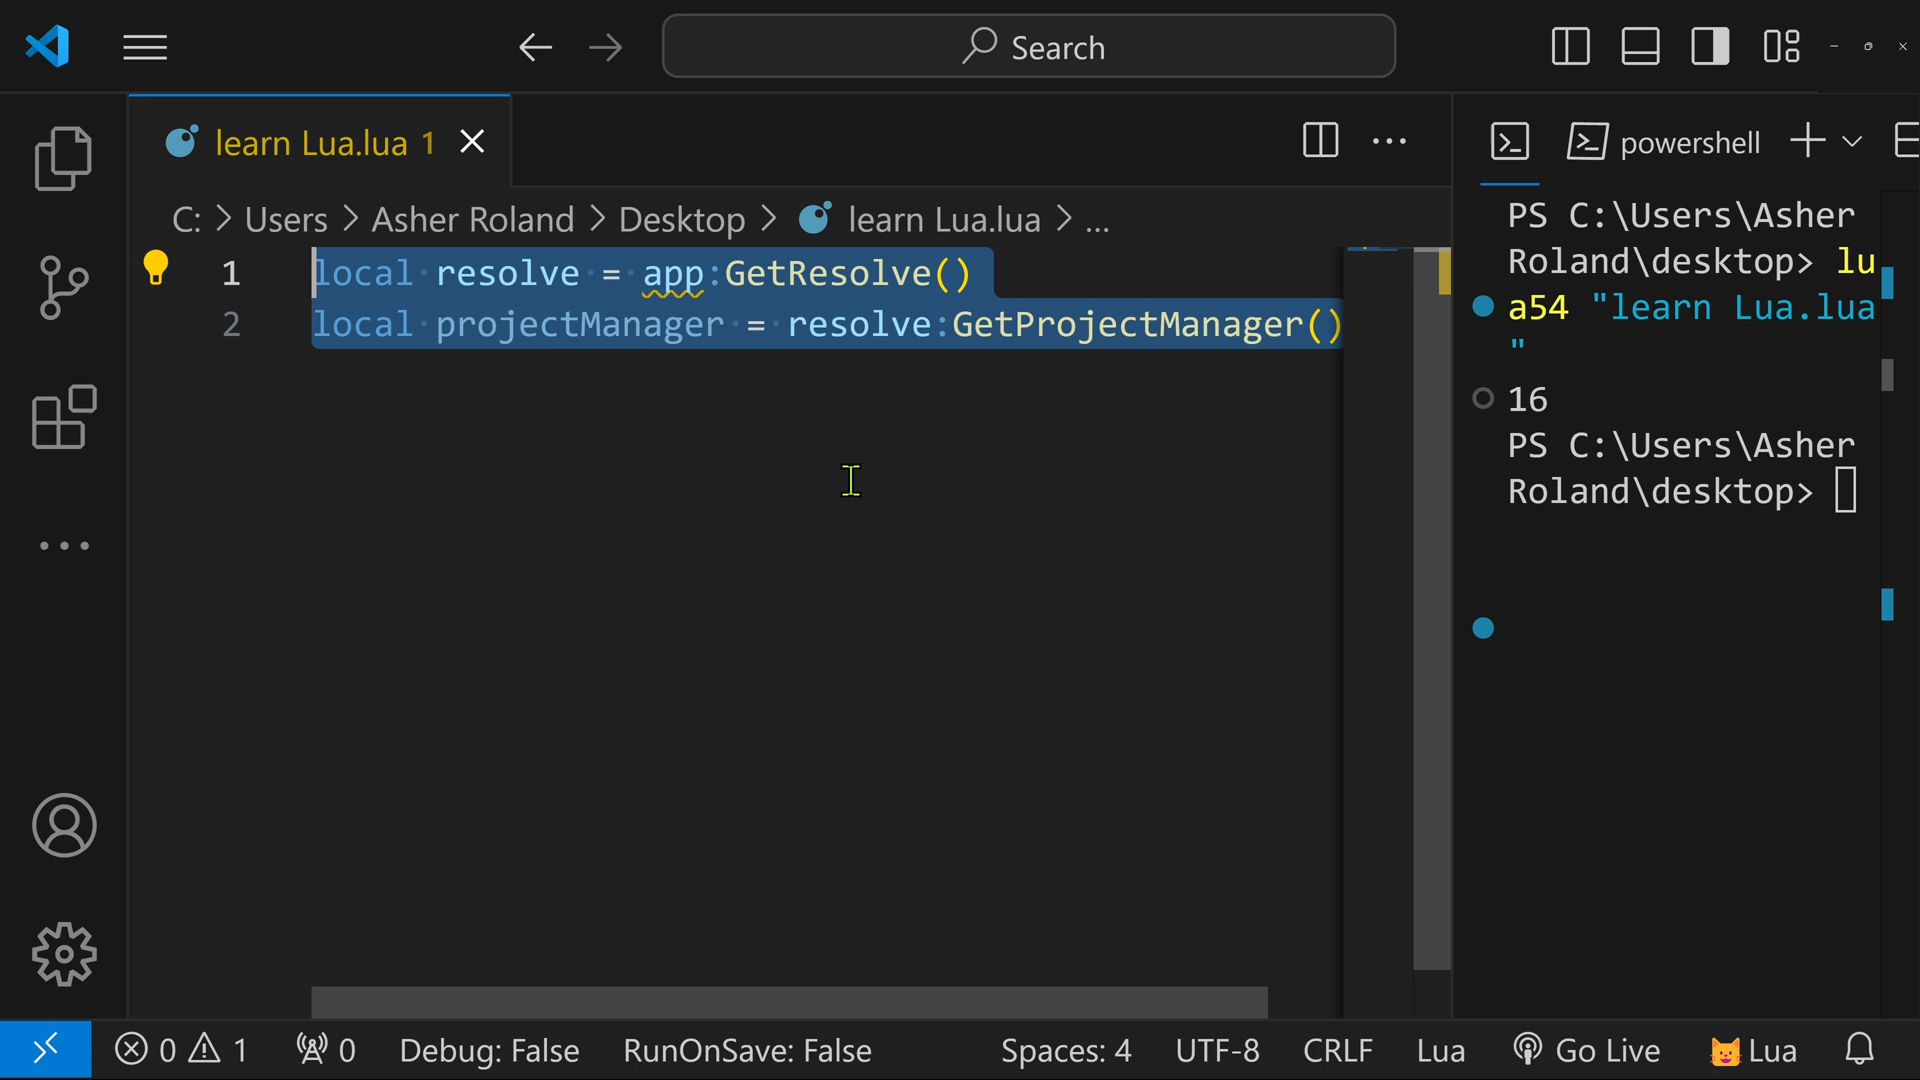 Search
learn Lua.lua 1
powershell
C: > Users > Asher Roland > Desktop > learn Lua.lua > ...
1 local resolve = app:GetResolve()
2 local projectManager = resolve:GetProjectManager()
PS C:\Users\Asher
Roland\desktop> lu
a54 "learn Lua.lua
"
16
PS C:\Users\Asher
Roland\desktop>
0 1 0 Debug: False RunOnSave: False Spaces: 4 UTF-8 CRLF Lua Go Live Lua